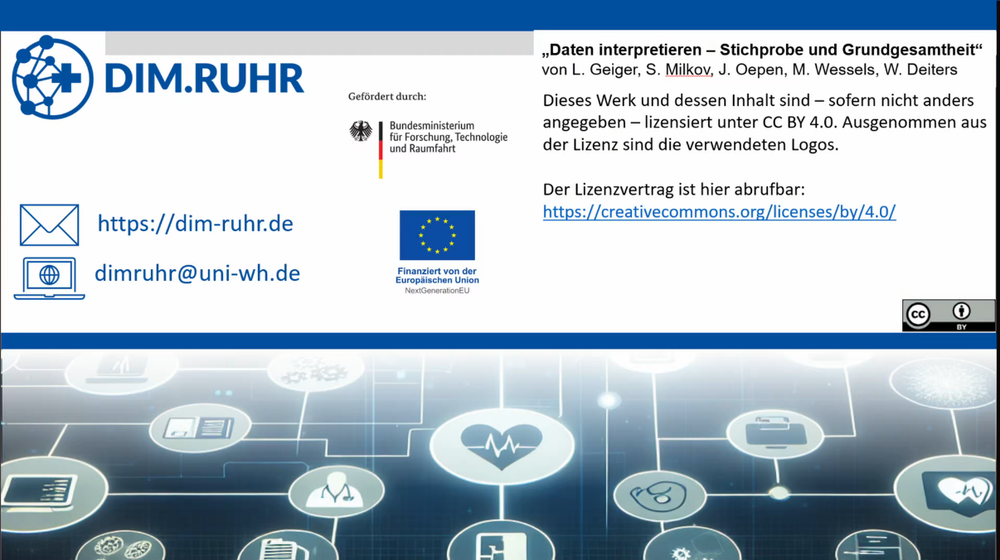 DIM.RUHR
Gefördert durch:
Bundesministerium
für Forschung, Technologie
und Raumfahrt
https://dim-ruhr.de
dimruhr@uni-wh.de
Finanziert von der
Europäischen Union
NextGenerationEU
„Daten interpretieren – Stichprobe und Grundgesamtheit“
von L. Geiger, S. Milkov, J. Oepen, M. Wessels, W. Deiters
Dieses Werk und dessen Inhalt sind – sofern nicht anders
angegeben – lizensiert unter CC BY 4.0. Ausgenommen aus
der Lizenz sind die verwendeten Logos.
Der Lizenzvertrag ist hier abrufbar:
https://creativecommons.org/licenses/by/4.0/
cc
BY